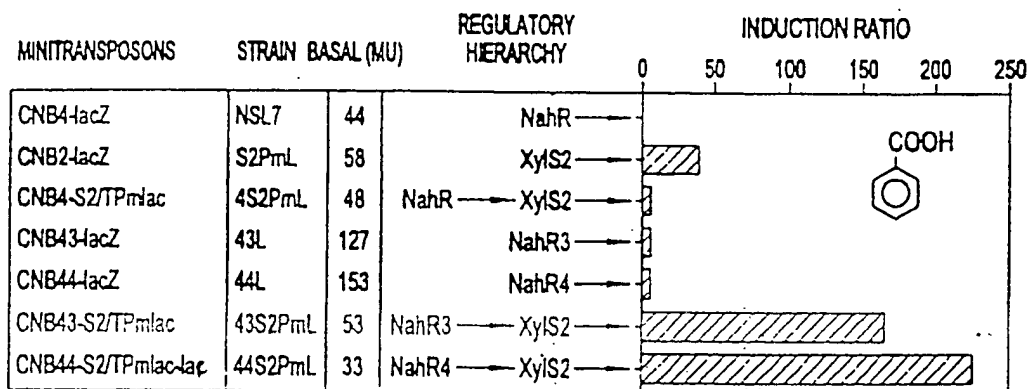 REGULATORY INDUCTION RATIO
MINITRANSPOSONS STRAIN BASAL (MU) HIERARCHY
0 50 100 150 200 250
CNB4-lacZ NSL7 44 NahR
CNB2-lacZ S2PmL 58 XylS2
CNB4-S2/TPmlac 4S2PmL 48 NahR XylS2
CNB43-lacZ 43L 127 NahR3
CNB44-lacZ 44L 153 NahR4
CNB43-S2/TPmlac 43S2PmL 53 NahR3 XylS2
CNB44-S2/TPmlac-lac 44S2PmL 33 NahR4 XylS2
COOH